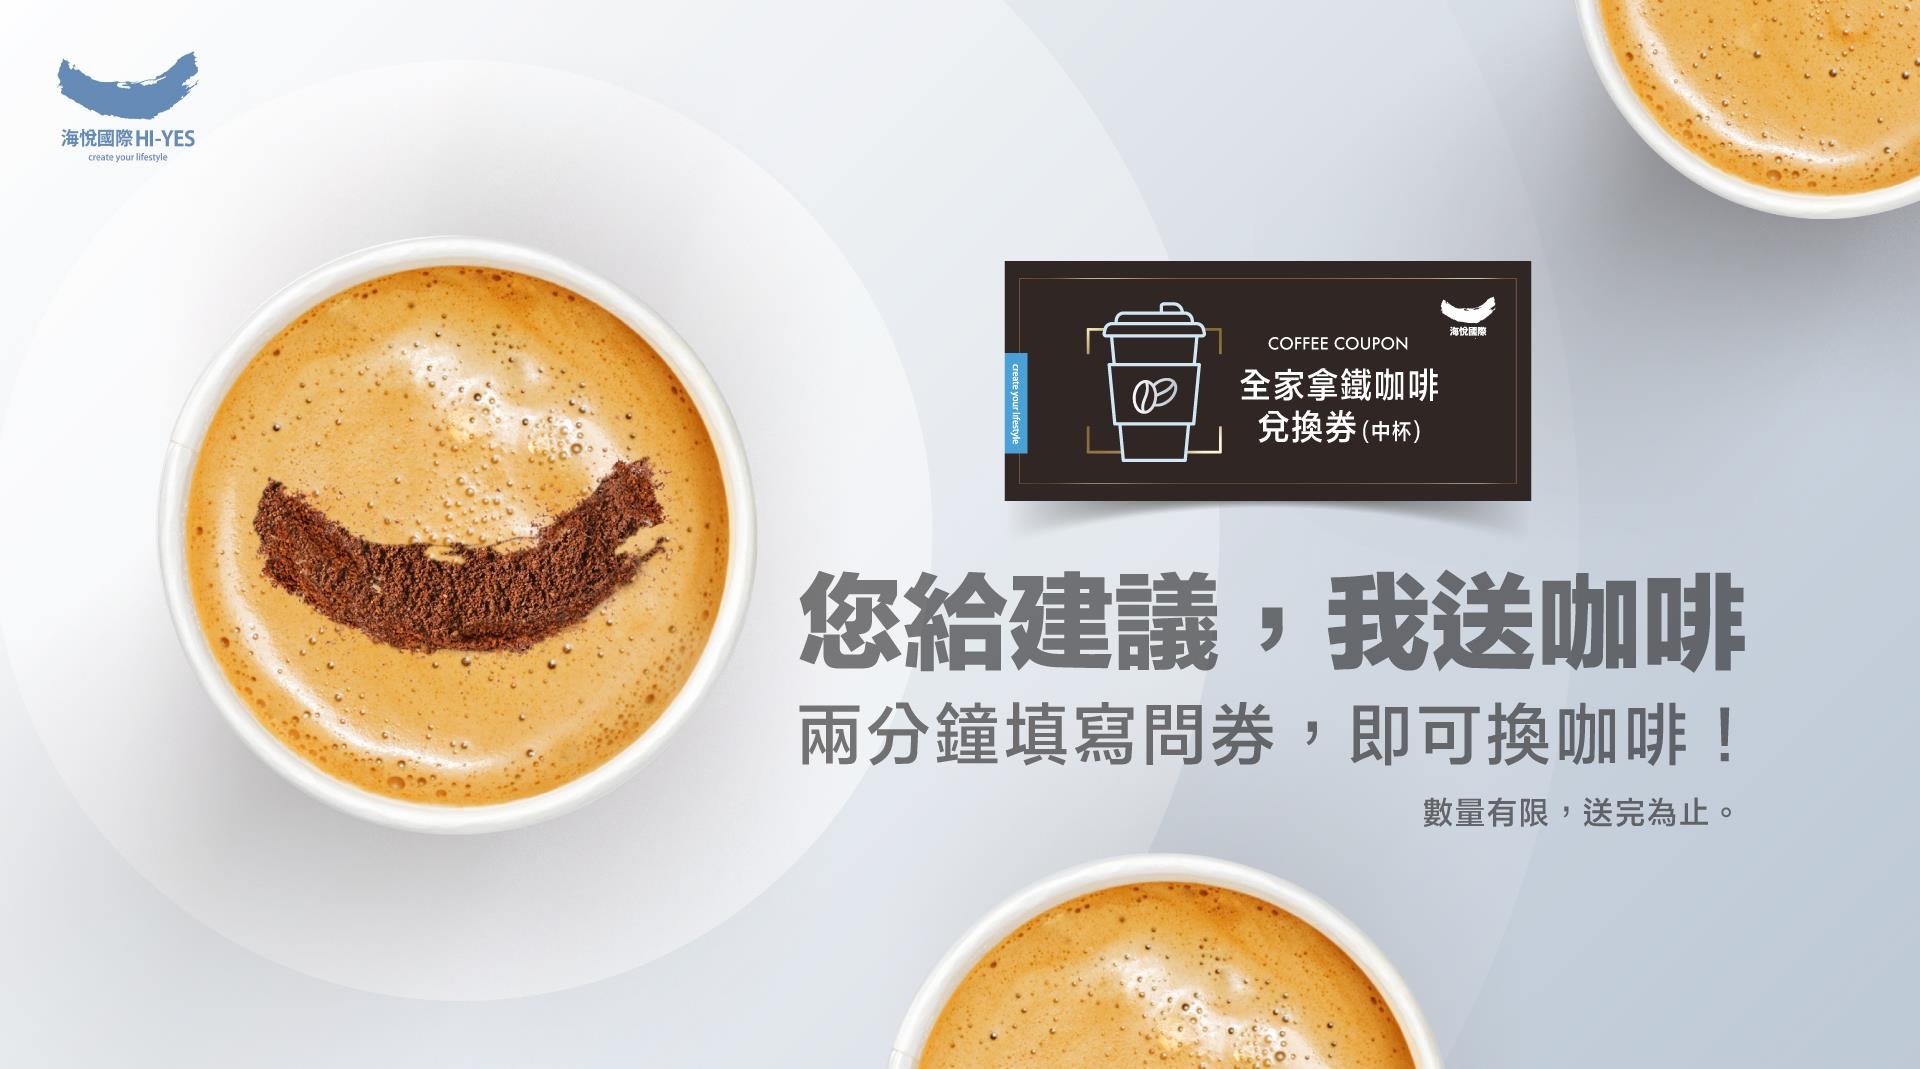 海悅國際 HI-YES
create your lifestyle
海悅國際
COFFEE COUPON
全家拿鐵咖啡
兌換券(中杯)
create your lifestyle
您給建議，我送咖啡
兩分鐘填寫問券，即可換咖啡！
數量有限，送完為止。